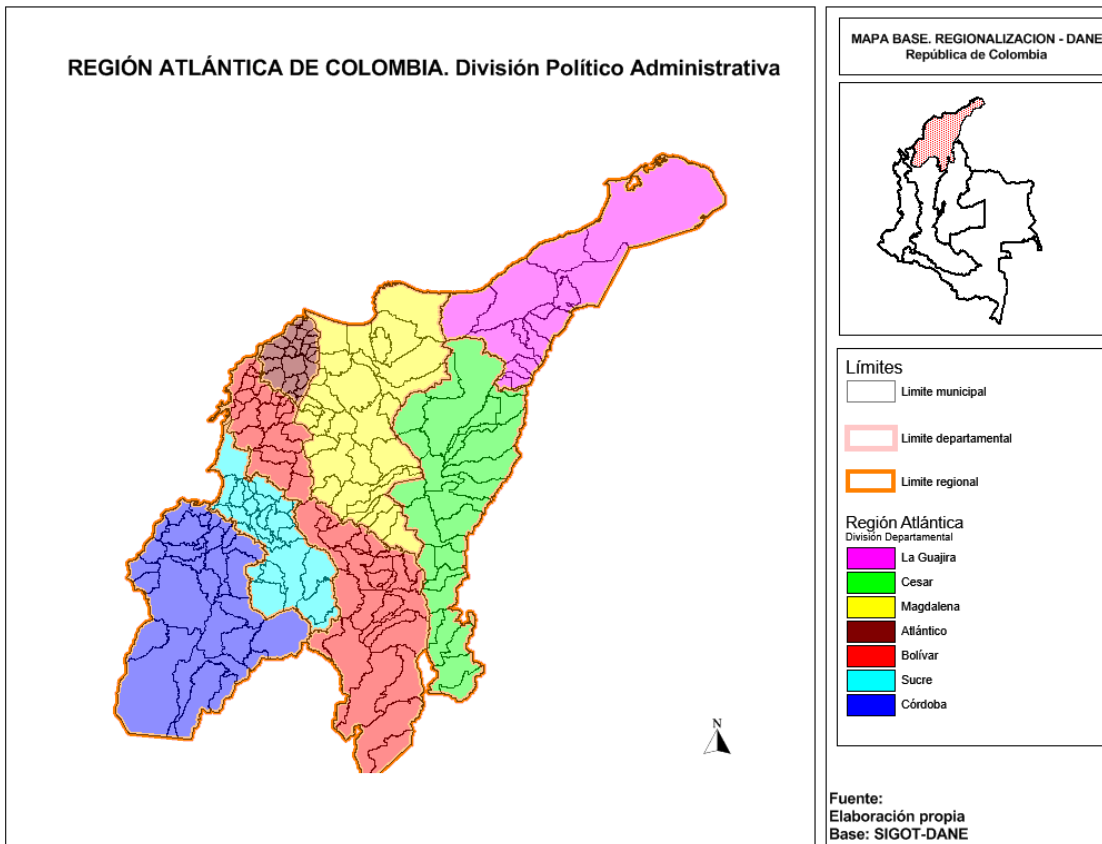 REGIÓN ATLÁNTICA DE COLOMBIA. División Político Administrativa
N
MAPA BASE. REGIONALIZACION - DANE
República de Colombia
Límites
Limite municipal
Limite departamental
Limite regional
Región Atlántica
División Departamental
La Guajira
Cesar
Magdalena
Atlántico
Bolívar
Sucre
Córdoba
Fuente:
Elaboración propia
Base: SIGOT-DANE